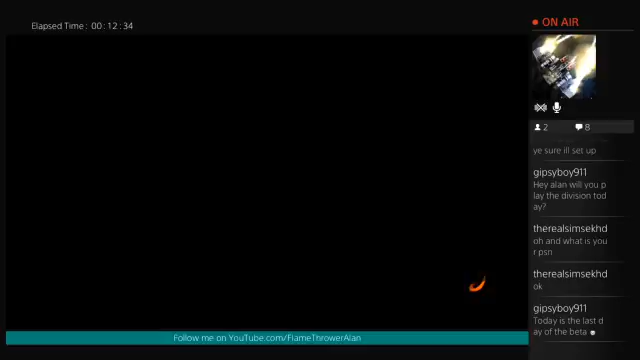 Elapsed Time : 00 : 12 : 34
ON AIR
2
8
ye sure ill set up
gipsyboy911
Hey alan will you p
lay the division tod
ay?
therealsimsekhd
oh and what is you
r psn
therealsimsekhd
ok
gipsyboy911
Today is the last d
ay of the beta
Follow me on YouTube.com/FlameThrowerAlan